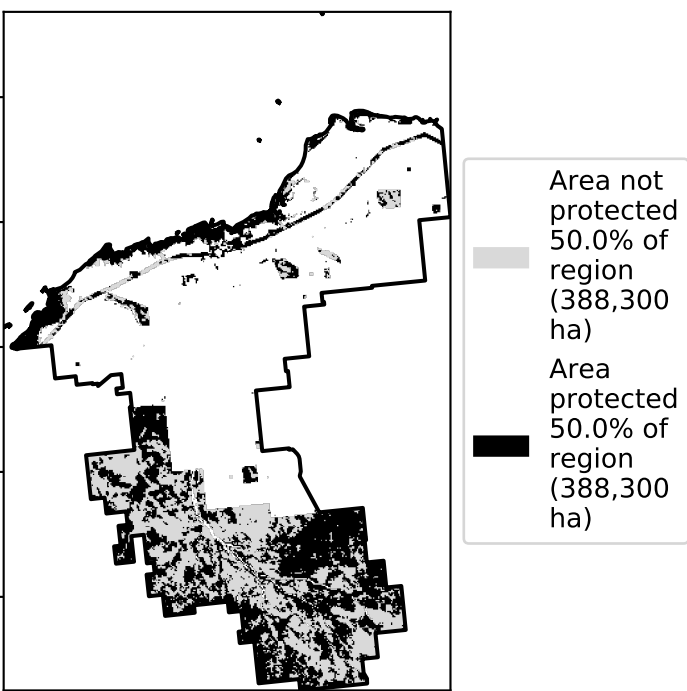 Area not
protected
50.0% of
region
(388,300
ha)
Area
protected
50.0% of
region
(388,300
ha)